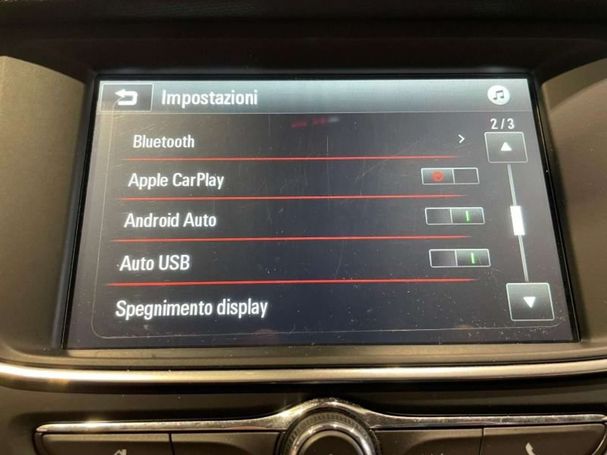 Impostazioni
2/3
Bluetooth
Apple CarPlay
Android Auto
Auto USB
Spegnimento display